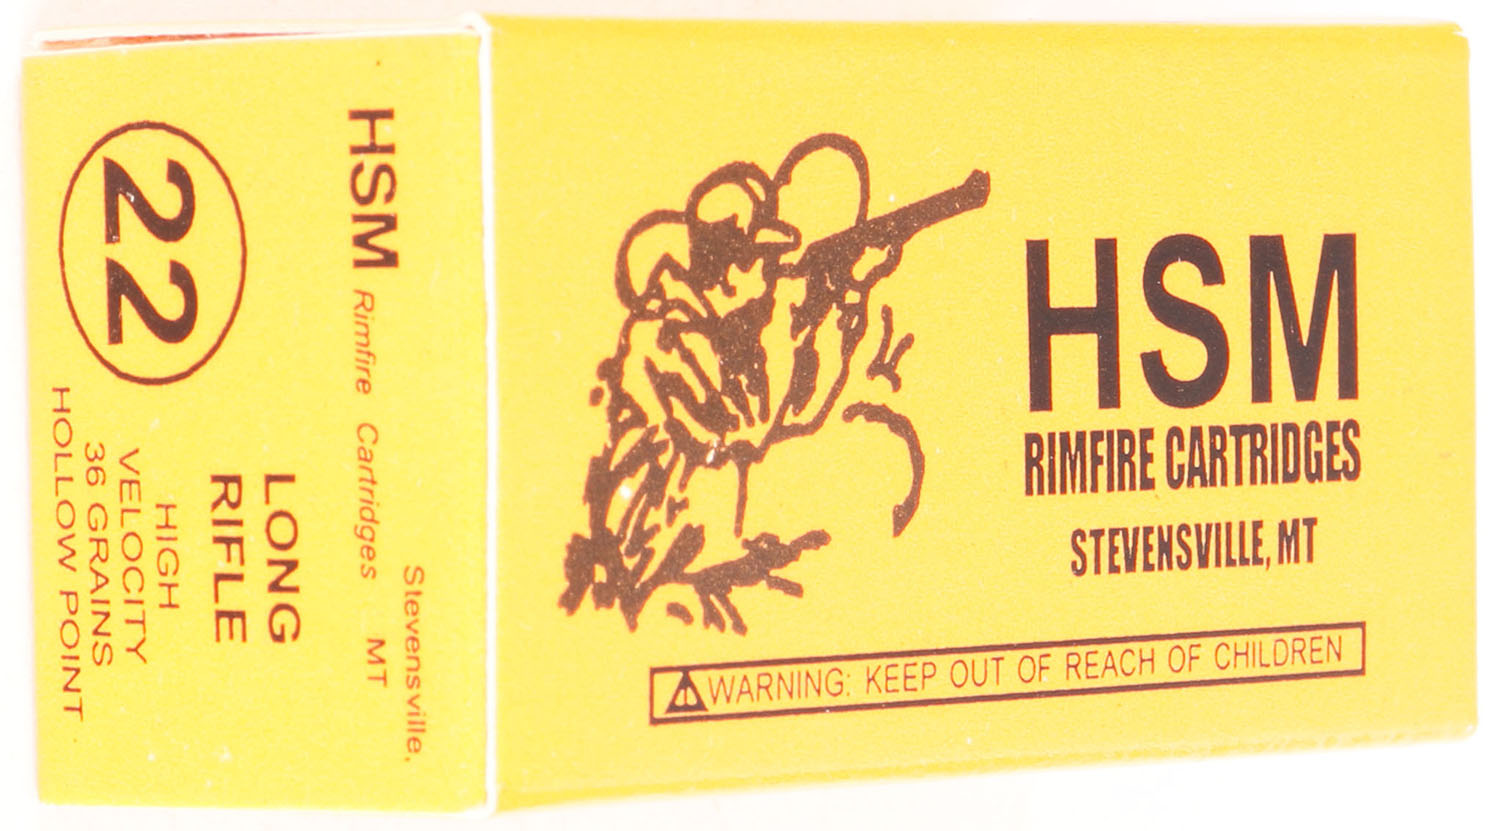 HSM
RIMFIRE CARTRIDGES
STEVENSVILLE, MT
WARNING: KEEP OUT OF REACH OF CHILDREN
Stevensville,
HSM Rimfire Cartridges MT
22
LONG
RIFLE
HIGH
VELOCITY
36 GRAINS
HOLLOW POINT